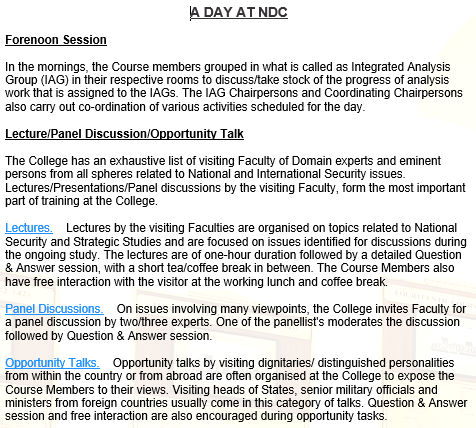 A DAY AT NDC
Forenoon Session
In the mornings, the Course members grouped in what is called as Integrated Analysis
Group (IAG) in their respective rooms to discuss/take stock of the progress of analysis
work that is assigned to the IAGs. The IAG Chairpersons and Coordinating Chairpersons
also carry out co-ordination of various activities scheduled for the day.
Lecture/Panel Discussion/Opportunity Talk
The College has an exhaustive list of visiting Faculty of Domain experts and eminent
persons from all spheres related to National and International Security issues.
Lectures/Presentations/Panel discussions by the visiting Faculty, form the most important
part of training at the College.
Lectures. Lectures by the visiting Faculties are organised on topics related to National
Security and Strategic Studies and are focused on issues identified for discussions during
the ongoing study. The lectures are of one-hour duration followed by a detailed Question
& Answer session, with a short tea/coffee break in between. The Course Members also
have free interaction with the visitor at the working lunch and coffee break.
Panel Discussions. On issues involving many viewpoints, the College invites Faculty for
a panel discussion by two/three experts. One of the panellist's moderates the discussion
followed by Question & Answer session.
Opportunity Talks. Opportunity talks by visiting dignitaries/ distinguished personalities
from within the country or from abroad are often organised at the College to expose the
Course Members to their views. Visiting heads of States, senior military officials and
ministers from foreign countries usually come in this category of talks. Question & Answer
session and free interaction are also encouraged during opportunity tasks.